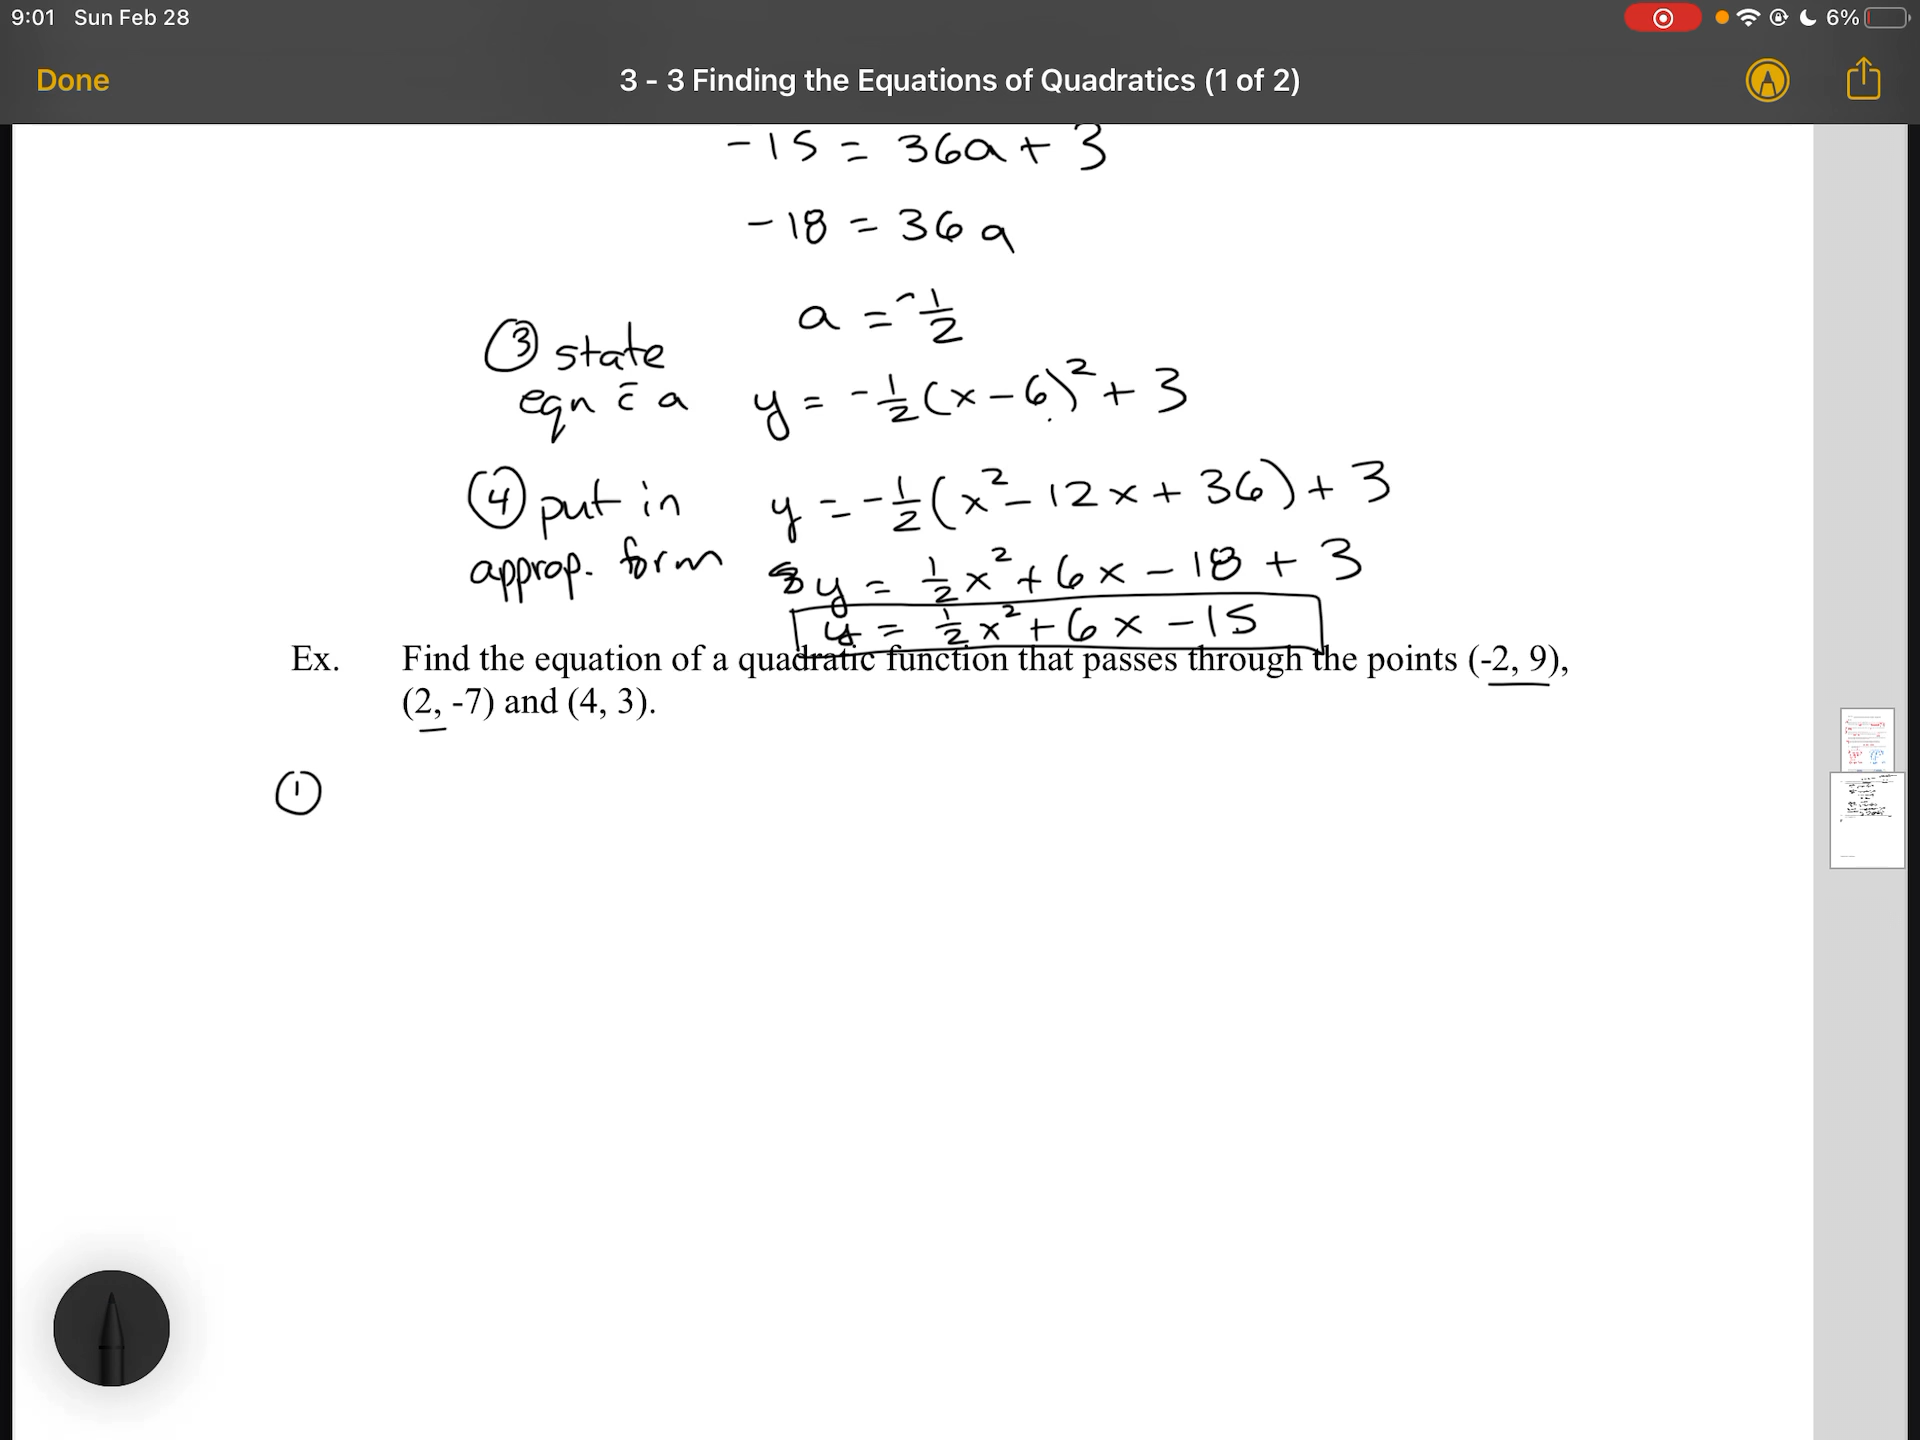 9:01 Sun Feb 28
6%
Done
3 - 3 Finding the Equations of Quadratics (1 of 2)
-15 = 36a + 3
-18 = 36a
a = -1/2
③ state
eqn c̄ a
y = -1/2(x-6)² + 3
④ put in
approp. form
y = -1/2(x² - 12x + 36) + 3
y = 1/2x² + 6x - 18 + 3
y = 1/2x² + 6x - 15
Ex. Find the equation of a quadratic function that passes through the points (-2, 9),
(2, -7) and (4, 3).
①